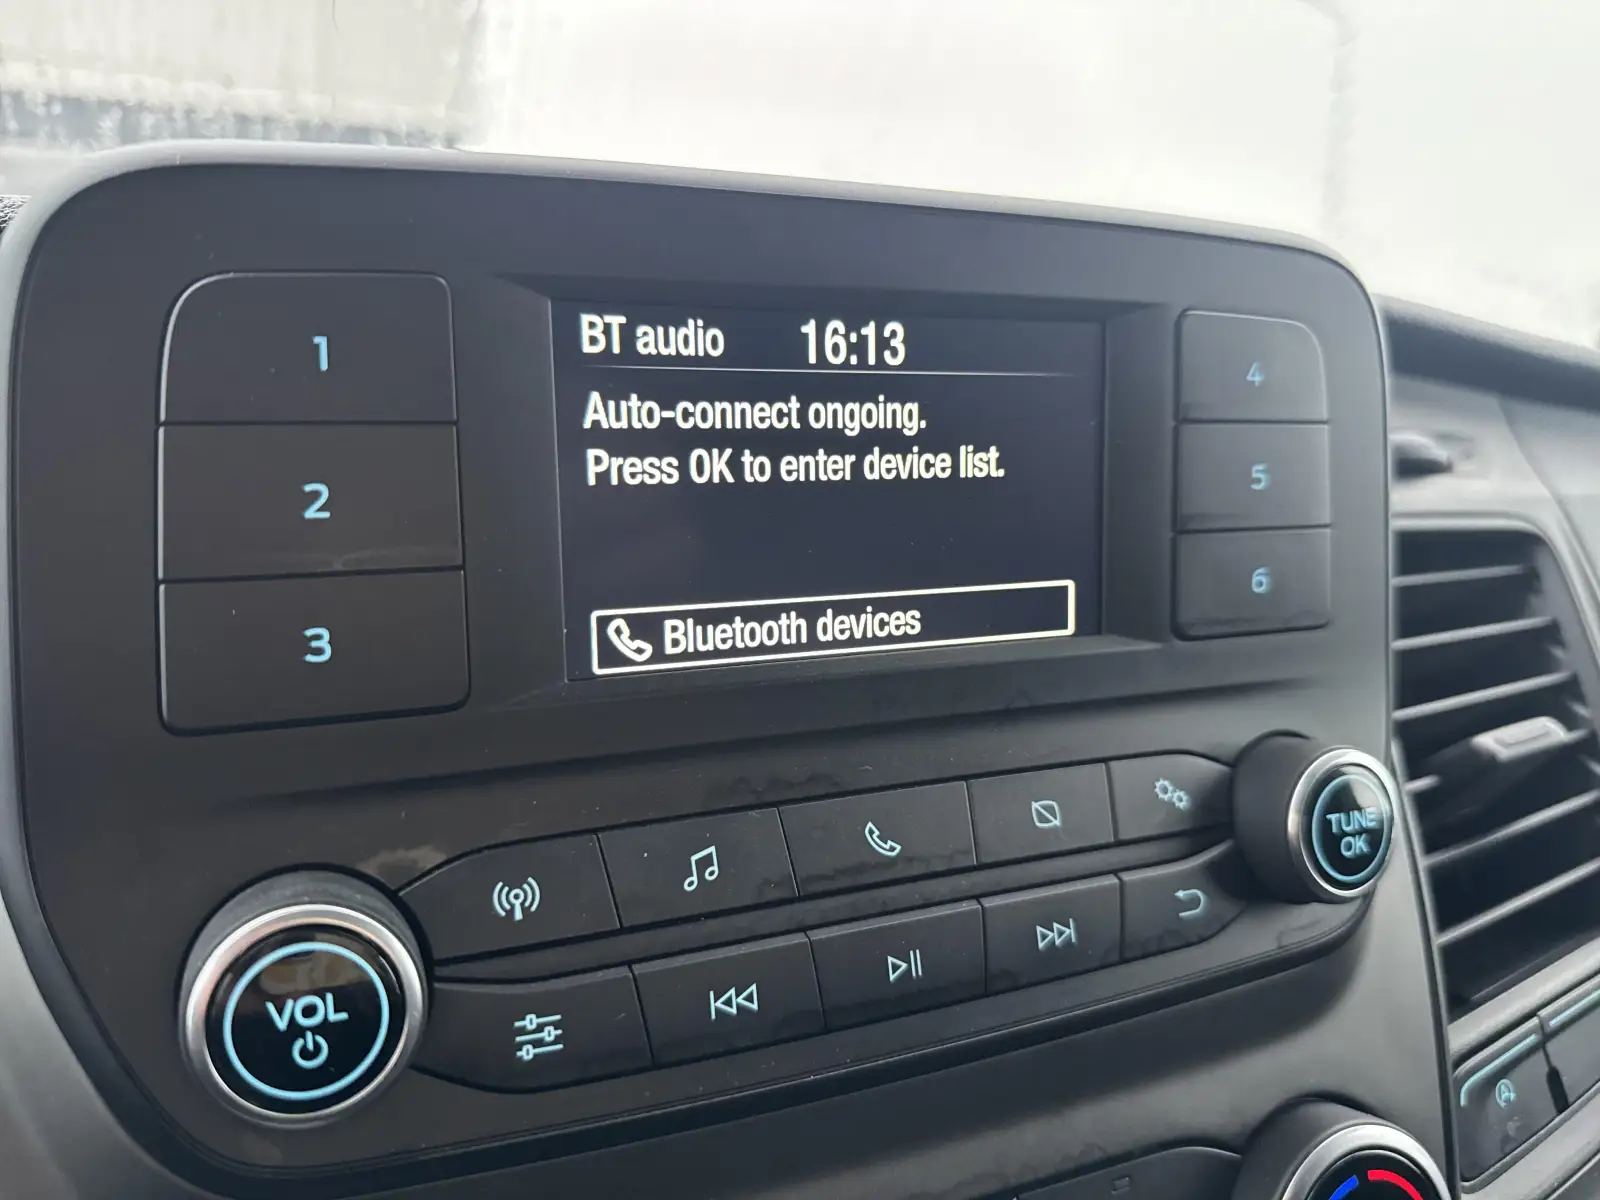 BT audio 16:13
Auto-connect ongoing.
Press OK to enter device list.
Bluetooth devices
1
2
3
4
5
6
VOL
TUNE
OK